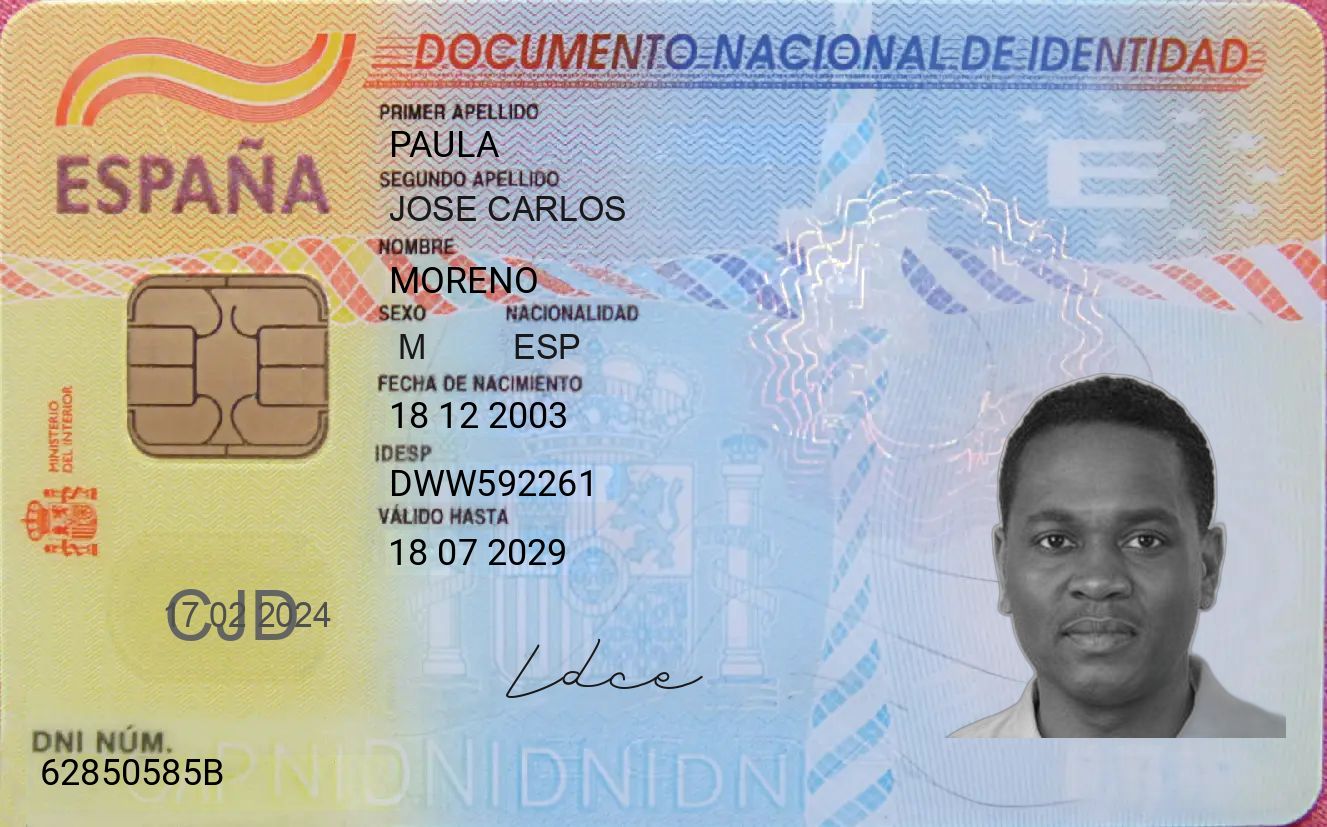 DOCUMENTO NACIONAL DE IDENTIDAD
ESPAÑA
PRIMER APELLIDO
PAULA
SEGUNDO APELLIDO
JOSE CARLOS
NOMBRE
MORENO
SEXO NACIONALIDAD
M ESP
FECHA DE NACIMIENTO
18 12 2003
IDESP
DWW592261
VÁLIDO HASTA
18 07 2029
MINISTERIO
DEL INTERIOR
E
CJD
17 02 2024
Ldce
DNI NÚM.
62850585B
DNIDNIDNIDN